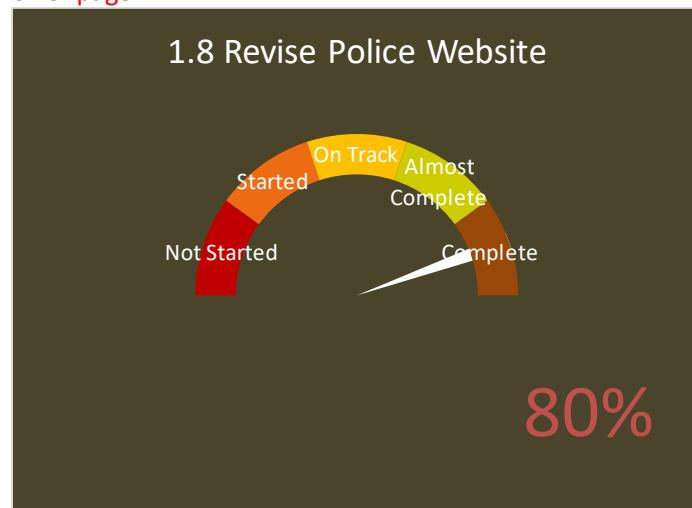 1.8 Revise Police Website
On Track
Almost
Complete
Started
Not Started
Complete
80%